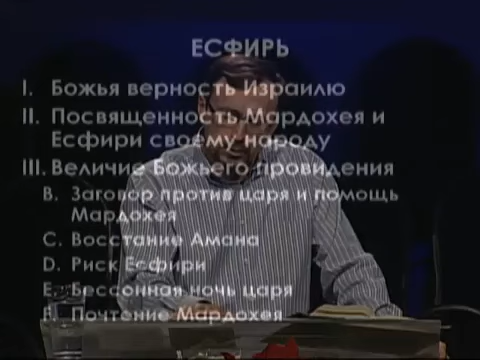 ЕСФИРЬ
I. Божья верность Израилю
II. Посвященность Мардохея и
Есфири своему народу
III. Величие Божьего провидения
B. Заговор против царя и помощь
Мардохея
C. Восстание Амана
D. Риск Есфири
E. Бессонная ночь царя
F. Почтение Мардохея